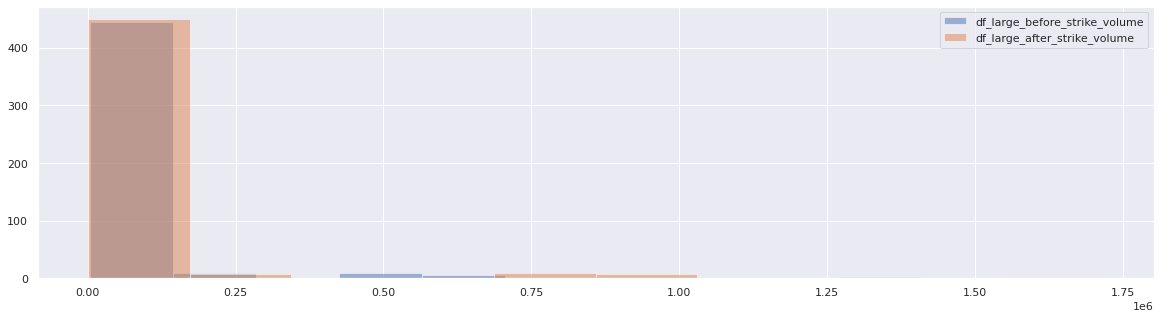 df_large_before_strike_volume
df_large_after_strike_volume
400
300
200
100
0
0.00 0.25 0.50 0.75 1.00 1.25 1.50 1.75
1e6